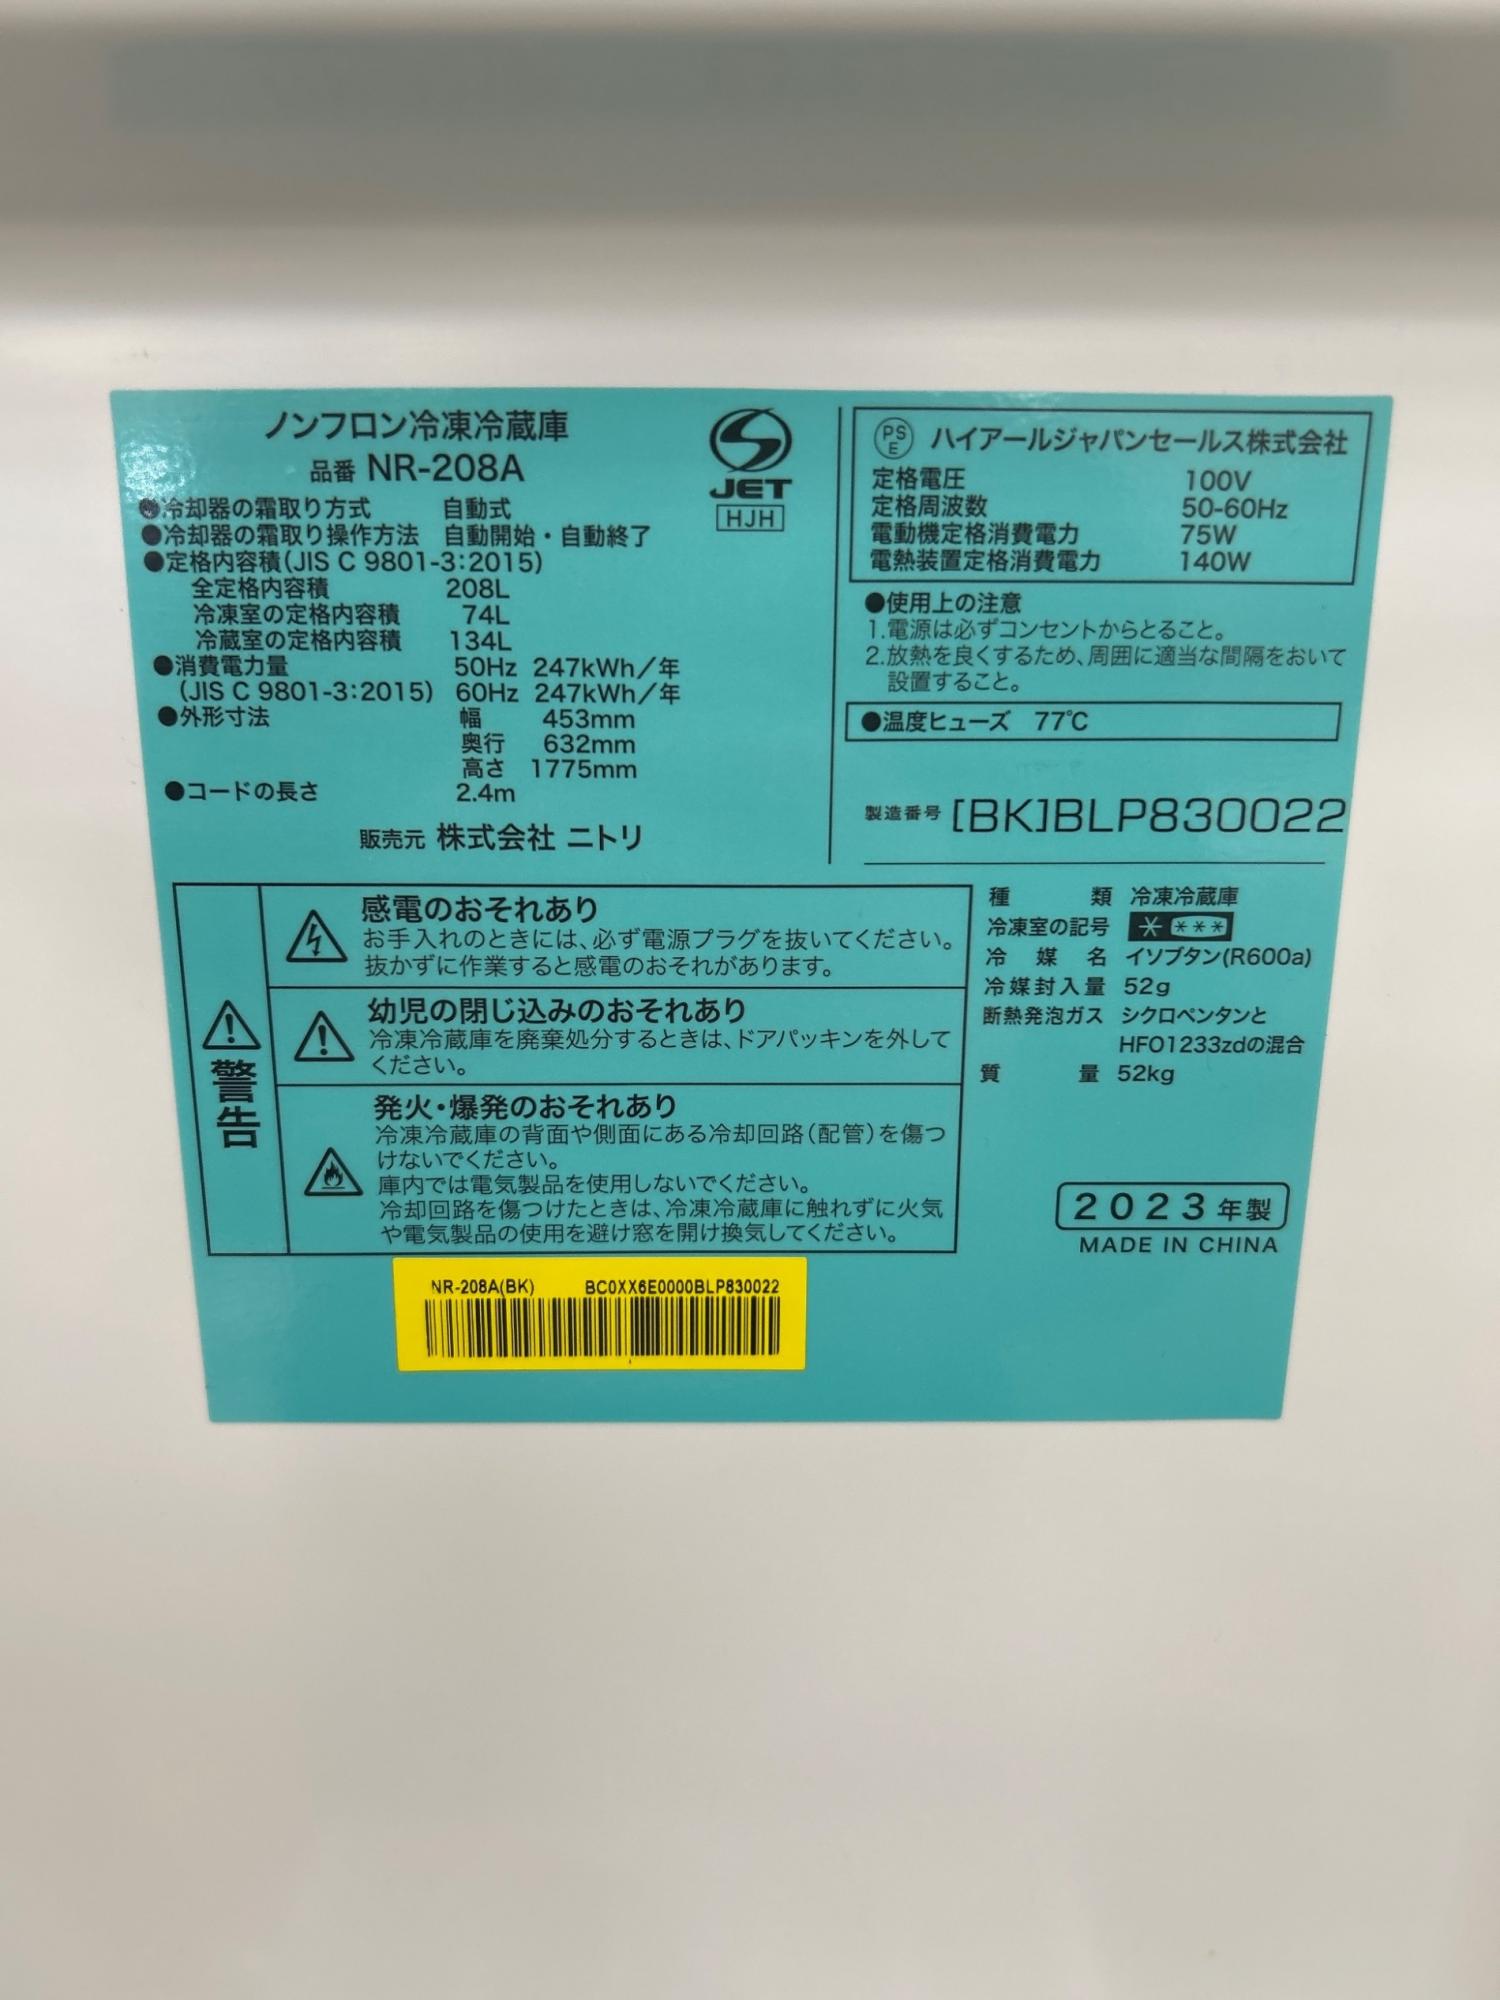 ノンフロン冷凍冷蔵庫
品番 NR-208A
●冷却器の霜取り方式 自動式
●冷却器の霜取り操作方法 自動開始・自動終了
●定格内容積(JIS C 9801-3:2015)
全定格内容積 208L
冷凍室の定格内容積 74L
冷蔵室の定格内容積 134L
●消費電力量 50Hz 247kWh/年
(JIS C 9801-3:2015) 60Hz 247kWh/年
●外形寸法 幅 453mm
奥行 632mm
高さ 1775mm
●コードの長さ 2.4m
販売元 株式会社 ニトリ
JET
HJH
PSE ハイアールジャパンセールス株式会社
定格電圧 100V
定格周波数 50-60Hz
電動機定格消費電力 75W
電熱装置定格消費電力 140W
●使用上の注意
1.電源は必ずコンセントからとること。
2.放熱を良くするため、周囲に適当な間隔をおいて
設置すること。
●温度ヒューズ 77℃
製造番号 [BK]BLP830022
警告
感電のおそれあり
お手入れのときには、必ず電源プラグを抜いてください。
抜かずに作業すると感電のおそれがあります。
幼児の閉じ込みのおそれあり
冷凍冷蔵庫を廃棄処分するときは、ドアパッキンを外して
ください。
発火・爆発のおそれあり
冷凍冷蔵庫の背面や側面にある冷却回路(配管)を傷つ
けないでください。
庫内では電気製品を使用しないでください。
冷却回路を傷つけたときは、冷凍冷蔵庫に触れずに火気
や電気製品の使用を避け窓を開け換気してください。
種類 冷凍冷蔵庫
冷凍室の記号 * ***
冷媒名 イソブタン(R600a)
冷媒封入量 52g
断熱発泡ガス シクロペンタンと
HFO1233zdの混合
質量 52kg
2023年製
MADE IN CHINA
NR-208A(BK) BC0XX6E0000BLP830022